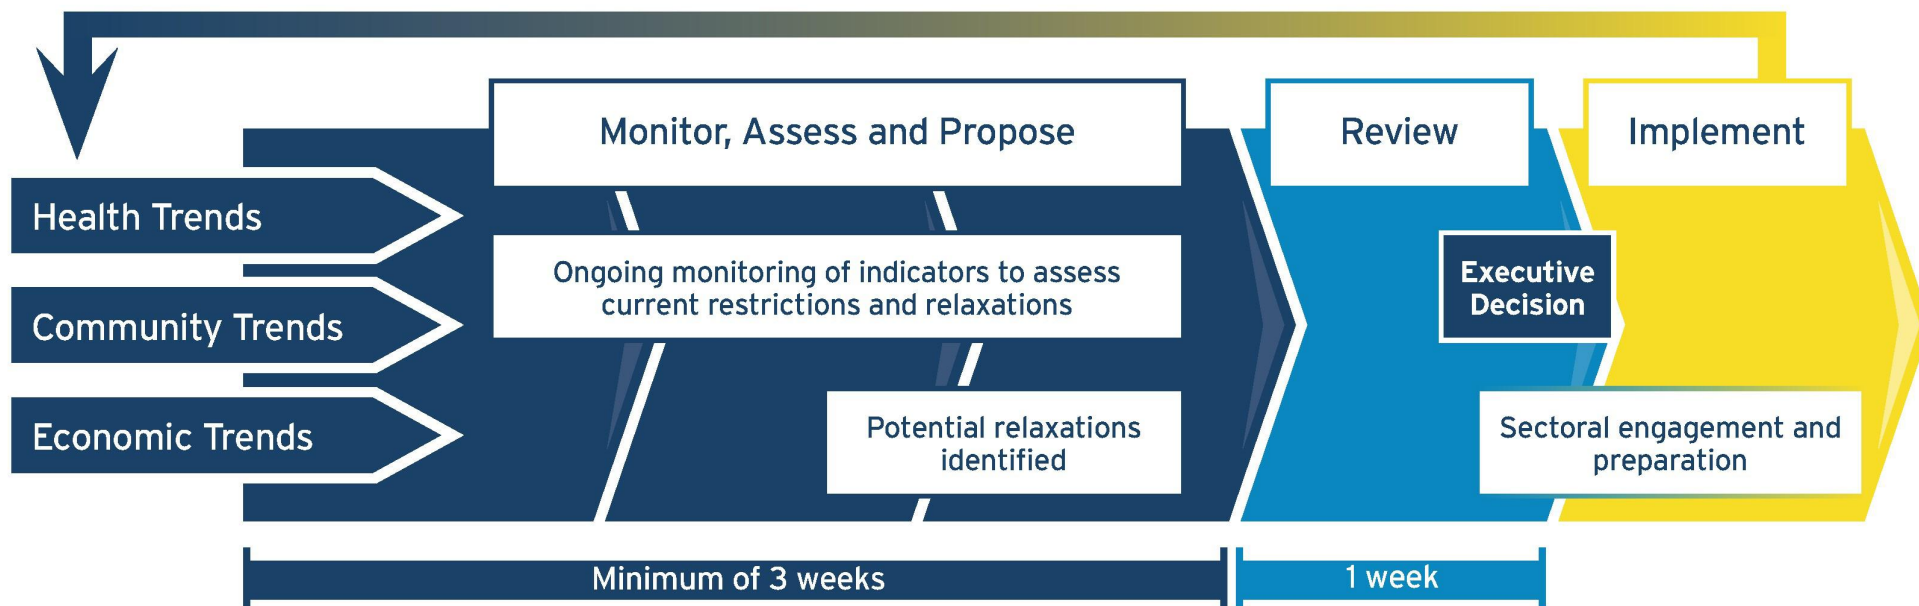 Monitor, Assess and Propose
Review
Implement
Health Trends
Community Trends
Economic Trends
Ongoing monitoring of indicators to assess
current restrictions and relaxations
Executive
Decision
Potential relaxations
identified
Sectoral engagement and
preparation
Minimum of 3 weeks
1 week